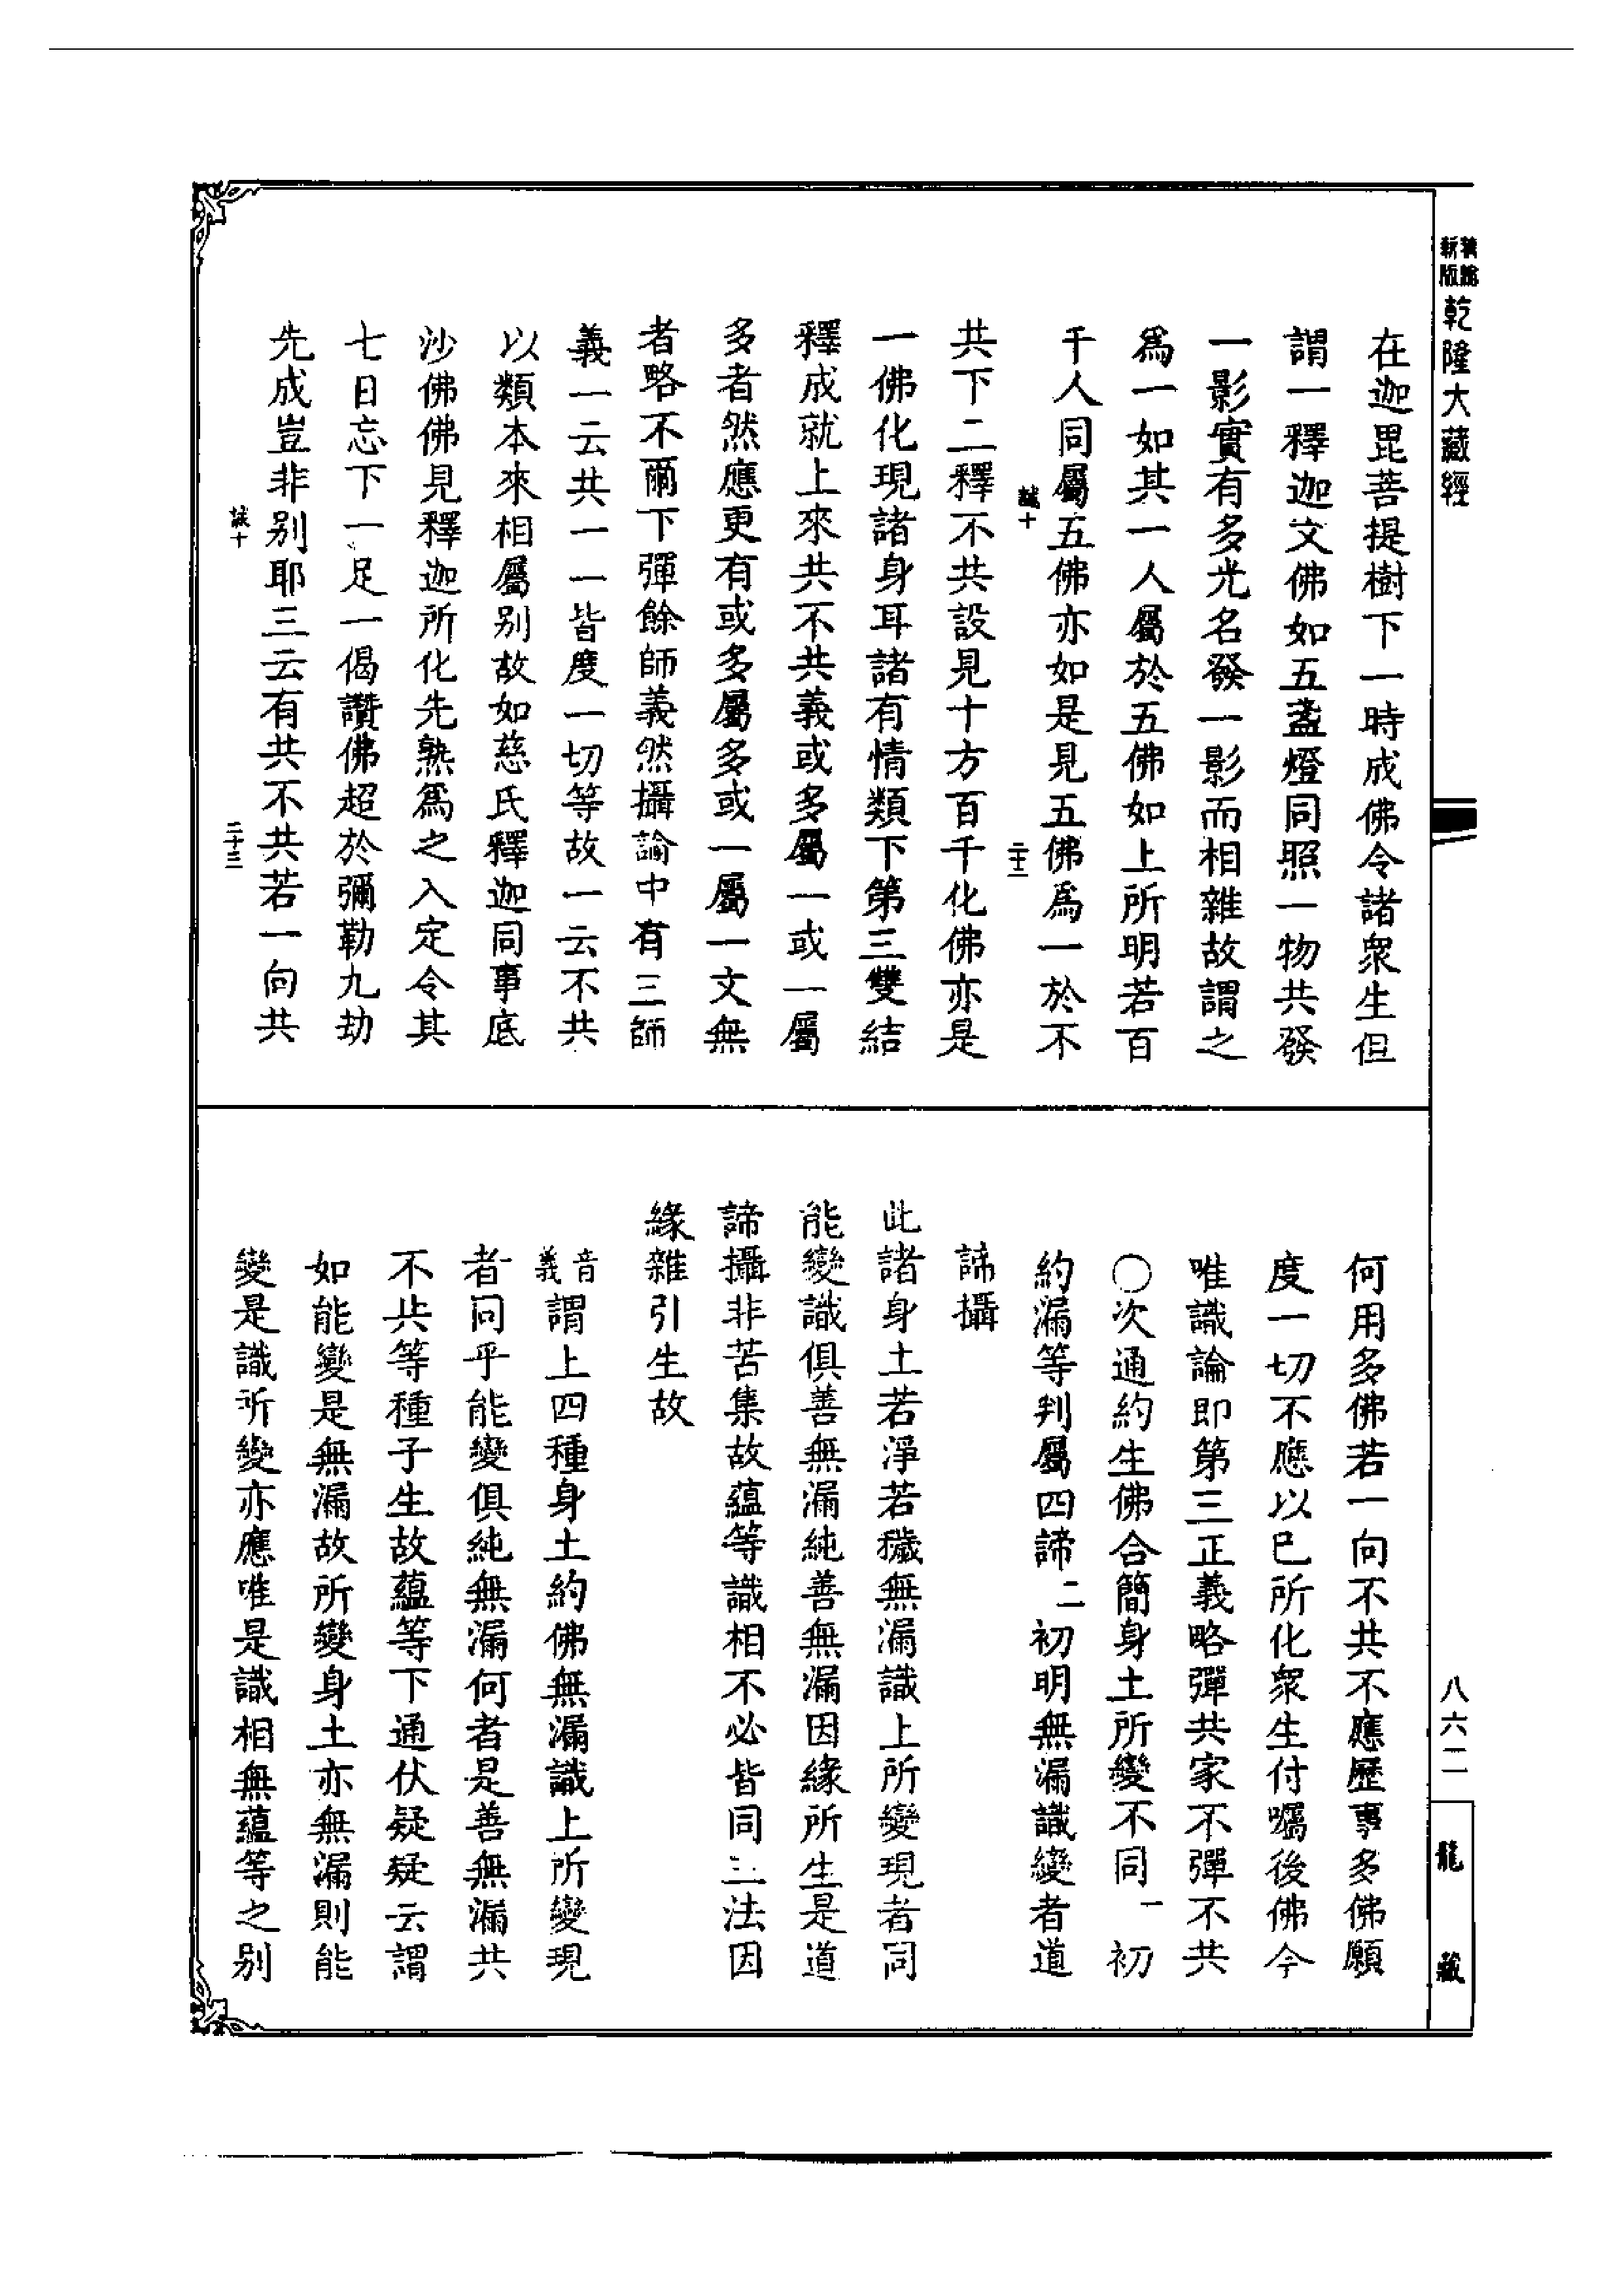 新版
精縮
乾隆大藏經
在迦毘菩提樹下一時成佛令諸衆生但
謂一釋迦文佛如五盞燈同照一物共發
一影實有多光名發一影而相雜故謂之
爲一如其一人屬於五佛如上所明若百
千人同屬五佛亦如是見五佛爲一於不
誠十
二十三
共下二釋不共設見十方百千化佛亦是
一佛化現諸身耳諸有情類下第三雙結
釋成就上來共不共義或多屬一或一屬
多者然應更有或多屬多或一屬一文無
者略不爾下彈餘師義然攝論中有三師
義一云共一一皆度一切等故一云不共
以類本來相屬别故如慈氏釋迦同事底
沙佛佛見釋迦所化先熟爲之入定令其
七日忘下一足一偈讚佛超於彌勒九劫
先成豈非别耶三云有共不共若一向共
誠十
二十三
何用多佛若一向不共不應歷事多佛願
度一切不應以已所化衆生付囑後佛今
唯識論即第三正義略彈共家不彈不共
○次通約生佛合簡身土所變不同一初
約漏等判屬四諦二初明無漏識變者道
諦攝
此諸身土若淨若穢無漏識上所變現者同
能變識俱善無漏純善無漏因緣所生是道
諦攝非苦集故蘊等識相不必皆同三法因
緣雜引生故
音義謂上四種身土約佛無漏識上所變現
者同乎能變俱純無漏何者是善無漏共
不共等種子生故蘊等下通伏疑疑云謂
如能變是無漏故所變身土亦無漏則能
變是識所變亦應唯是識相無蘊等之别
八六二
龍藏